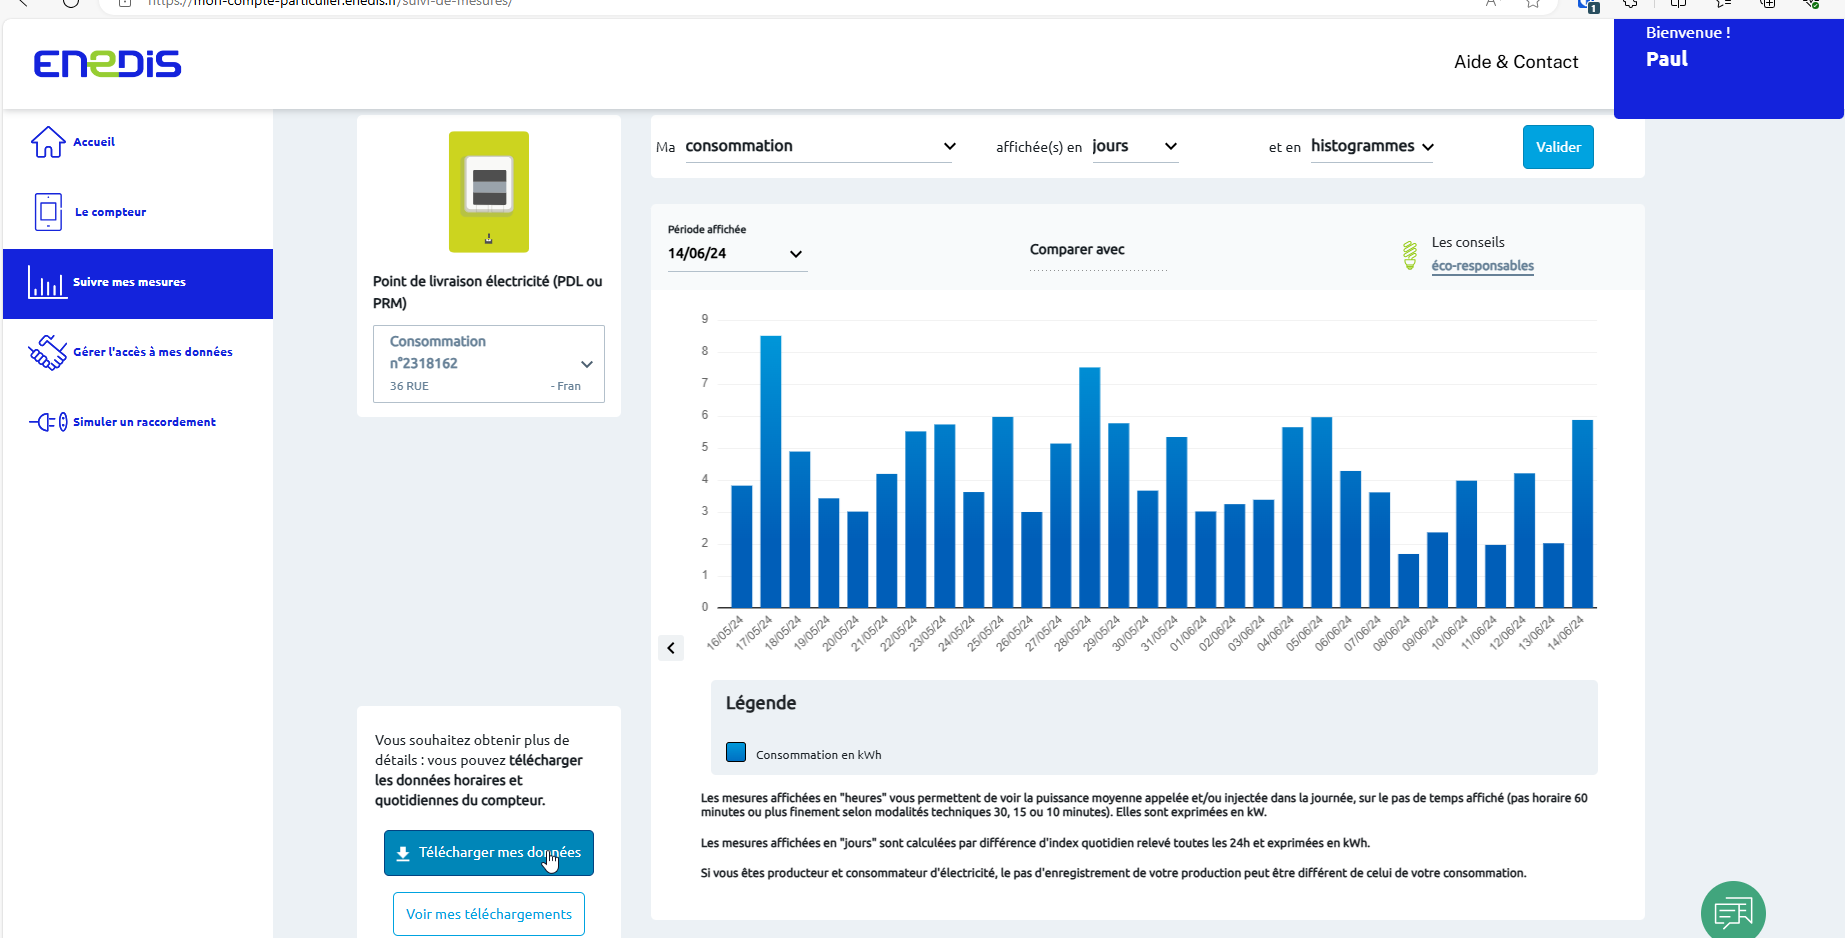 https://mon-compte-particulier.enedis.fr/suivi-de-mesures/
1
ENEDIS
Aide & Contact
Bienvenue !
Paul
Accueil
Le compteur
Suivre mes mesures
Gérer l'accès à mes données
Simuler un raccordement
Point de livraison électricité (PDL ou
PRM)
Consommation
n°2318162
36 RUE - Fran
Ma consommation affichée(s) en jours et en histogrammes Valider
Période affichée
14/06/24
Comparer avec
Les conseils
éco-responsables
9
8
7
6
5
4
3
2
1
0
16/05/24 17/05/24 18/05/24 19/05/24 20/05/24 21/05/24 22/05/24 23/05/24 24/05/24 25/05/24 26/05/24 27/05/24 28/05/24 29/05/24 30/05/24 31/05/24 01/06/24 02/06/24 03/06/24 04/06/24 05/06/24 06/06/24 07/06/24 08/06/24 09/06/24 10/06/24 11/06/24 12/06/24 13/06/24 14/06/24
Légende
Consommation en kWh
Les mesures affichées en "heures" vous permettent de voir la puissance moyenne appelée et/ou injectée dans la journée, sur le pas de temps affiché (pas horaire 60
minutes ou plus finement selon modalités techniques 30, 15 ou 10 minutes). Elles sont exprimées en kW.
Les mesures affichées en "jours" sont calculées par différence d'index quotidien relevé toutes les 24h et exprimées en kWh.
Si vous êtes producteur et consommateur d'électricité, le pas d'enregistrement de votre production peut être différent de celui de votre consommation.
Vous souhaitez obtenir plus de
détails : vous pouvez télécharger
les données horaires et
quotidiennes du compteur.
Télécharger mes données
Voir mes téléchargements